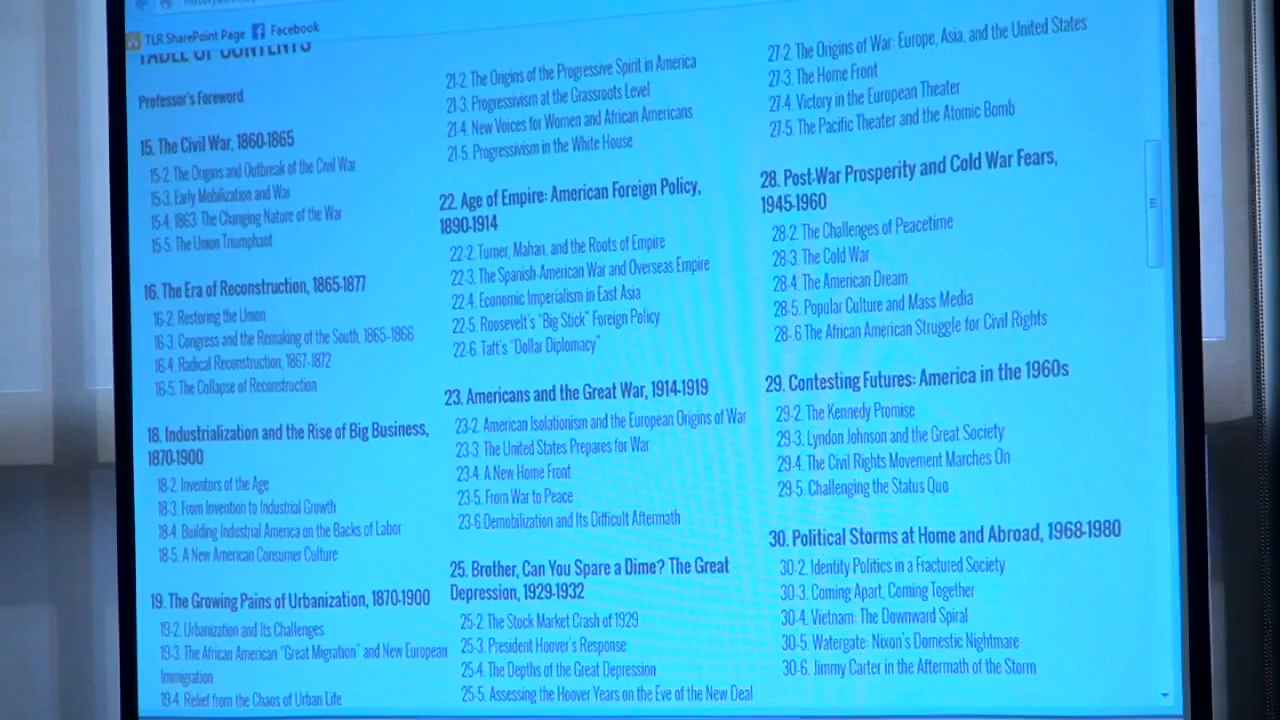 TLR SharePoint Page Facebook
TABLE OF CONTENTS
Professor's Foreword
15. The Civil War, 1860-1865
15-2. The Origins and Outbreak of the Civil War
15-3. Early Mobilization and War
15-4. 1863: The Changing Nature of the War
15-5. The Union Triumphant
16. The Era of Reconstruction, 1865-1877
16-2. Restoring the Union
16-3. Congress and the Remaking of the South, 1865-1866
16-4. Radical Reconstruction, 1867-1872
16-5. The Collapse of Reconstruction
18. Industrialization and the Rise of Big Business,
1870-1900
18-2. Inventors of the Age
18-3. From Invention to Industrial Growth
18-4. Building Industrial America on the Backs of Labor
18-5. A New American Consumer Culture
19. The Growing Pains of Urbanization, 1870-1900
19-2. Urbanization and Its Challenges
19-3. The African American "Great Migration" and New European
Immigration
19-4. Relief from the Chaos of Urban Life
21-2. The Origins of the Progressive Spirit in America
21-3. Progressivism at the Grassroots Level
21-4. New Voices for Women and African Americans
21-5. Progressivism in the White House
22. Age of Empire: American Foreign Policy,
1890-1914
22-2. Turner, Mahan, and the Roots of Empire
22-3. The Spanish-American War and Overseas Empire
22-4. Economic Imperialism in East Asia
22-5. Roosevelt's "Big Stick" Foreign Policy
22-6. Taft's "Dollar Diplomacy"
23. Americans and the Great War, 1914-1919
23-2. American Isolationism and the European Origins of War
23-3 The United States Prepares for War
23-4. A New Home Front
23-5. From War to Peace
23-6.Demobilization and Its Difficult Aftermath
25. Brother, Can You Spare a Dime? The Great
Depression, 1929-1932
25-2. The Stock Market Crash of 1929
25-3. President Hoover's Response
25-4. The Depths of the Great Depression
25-5. Assessing the Hoover Years on the Eve of the New Deal
27-2. The Origins of War: Europe, Asia, and the United States
27-3. The Home Front
27-4. Victory in the European Theater
27-5. The Pacific Theater and the Atomic Bomb
28. Post-War Prosperity and Cold War Fears,
1945-1960
28-2. The Challenges of Peacetime
28-3. The Cold War
28-4. The American Dream
28-5. Popular Culture and Mass Media
28-6 The African American Struggle for Civil Rights
29. Contesting Futures: America in the 1960s
29-2. The Kennedy Promise
29-3. Lyndon Johnson and the Great Society
29-4. The Civil Rights Movement Marches On
29-5. Challenging the Status Quo
30. Political Storms at Home and Abroad, 1968-1980
30-2. Identity Politics in a Fractured Society
30-3. Coming Apart, Coming Together
30-4. Vietnam: The Downward Spiral
30-5. Watergate: Nixon's Domestic Nightmare
30-6. Jimmy Carter in the Aftermath of the Storm